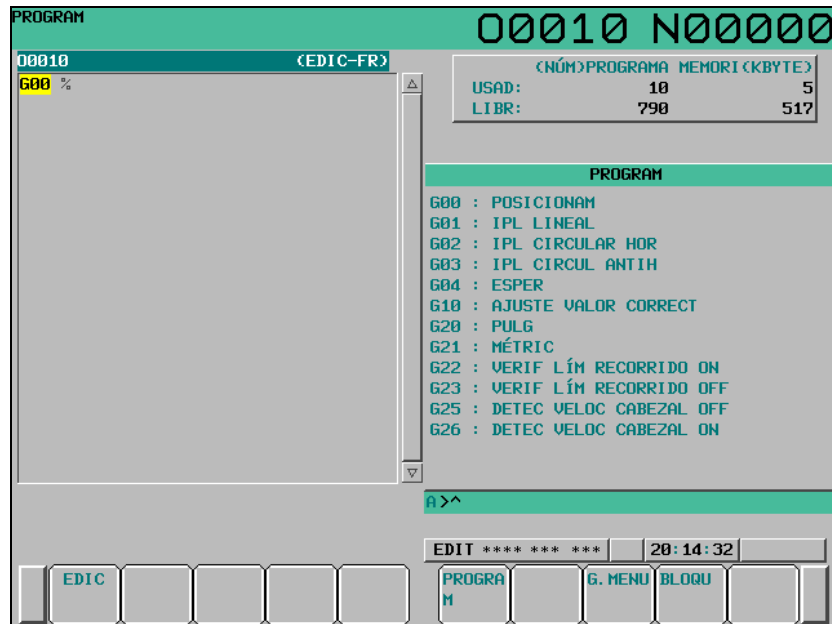 PROGRAM
O0010 N00000
O0010 (EDIC-FR)
G00 %
(NÚM)PROGRAMA MEMORI(KBYTE)
USAD: 10 5
LIBR: 790 517
PROGRAM
G00 : POSICIONAM
G01 : IPL LINEAL
G02 : IPL CIRCULAR HOR
G03 : IPL CIRCUL ANTIH
G04 : ESPER
G10 : AJUSTE VALOR CORRECT
G20 : PULG
G21 : MÉTRIC
G22 : VERIF LÍM RECORRIDO ON
G23 : VERIF LÍM RECORRIDO OFF
G25 : DETEC VELOC CABEZAL OFF
G26 : DETEC VELOC CABEZAL ON
A>^
EDIT **** *** *** 20:14:32
EDIC PROGRA G.MENU BLOQU
M